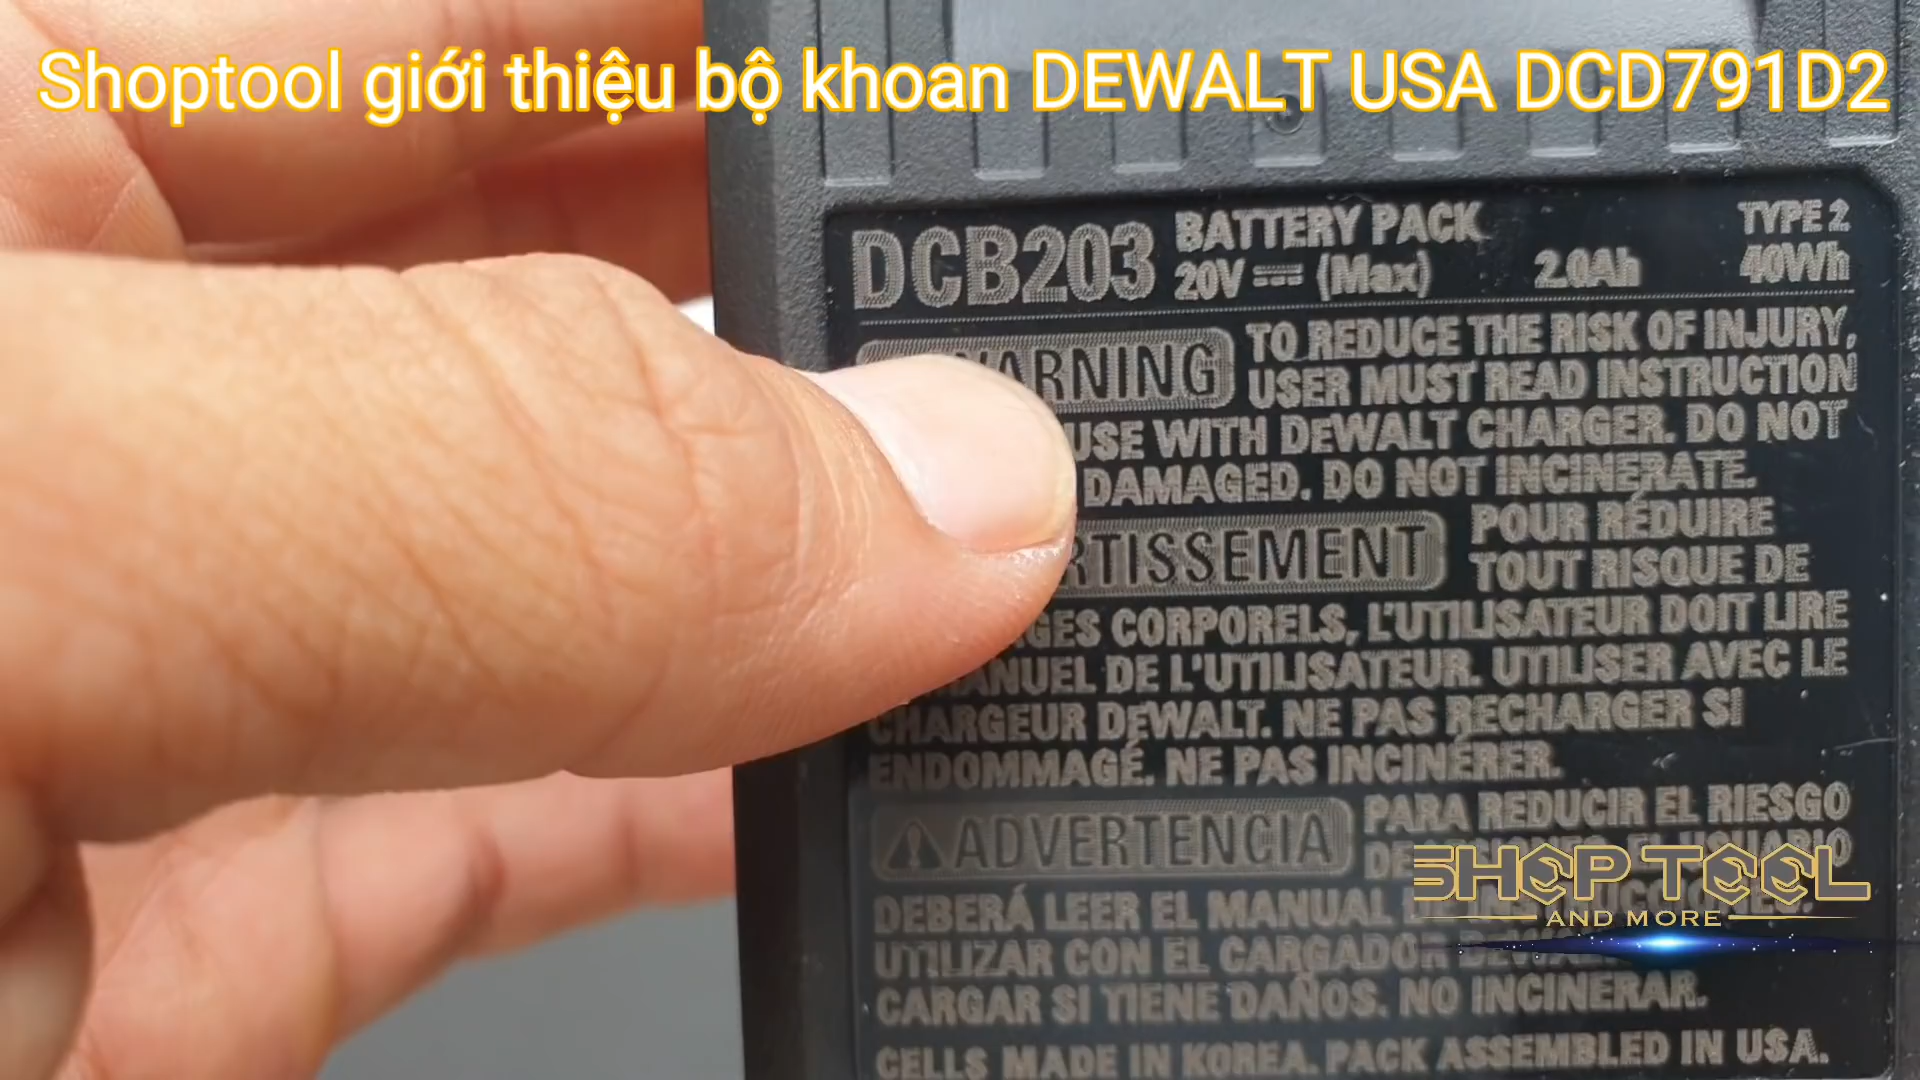 Shoptool giới thiệu bộ khoan DEWALT USA DCD791D2
DCB203 BATTERY PACK TYPE 2
20V (Max) 2.0Ah 40Wh
WARNING TO REDUCE THE RISK OF INJURY,
USER MUST READ INSTRUCTION
USE WITH DeWALT CHARGER. DO NOT
DAMAGED. DO NOT INCINERATE.
POUR RÉDUIRE
TOUT RISQUE DE
CORPORELS, L'UTILISATEUR DOIT LIRE
DE L'UTILISATEUR. UTILISER AVEC LE
CHARGEUR DEWALT. NE PAS RECHARGER SI
ENDOMMAGÉ. NE PAS INCINÉRER.
ADVERTENCIA PARA REDUCIR EL RIESGO
EL USUARIO
DEBERÁ LEER EL MANUAL
UTILIZAR CON EL CARGADOR
CARGAR SI TIENE DAÑOS. NO INCINERAR.
CELLS MADE IN KOREA. PACK ASSEMBLED IN USA.
SHOP TOOL
AND MORE